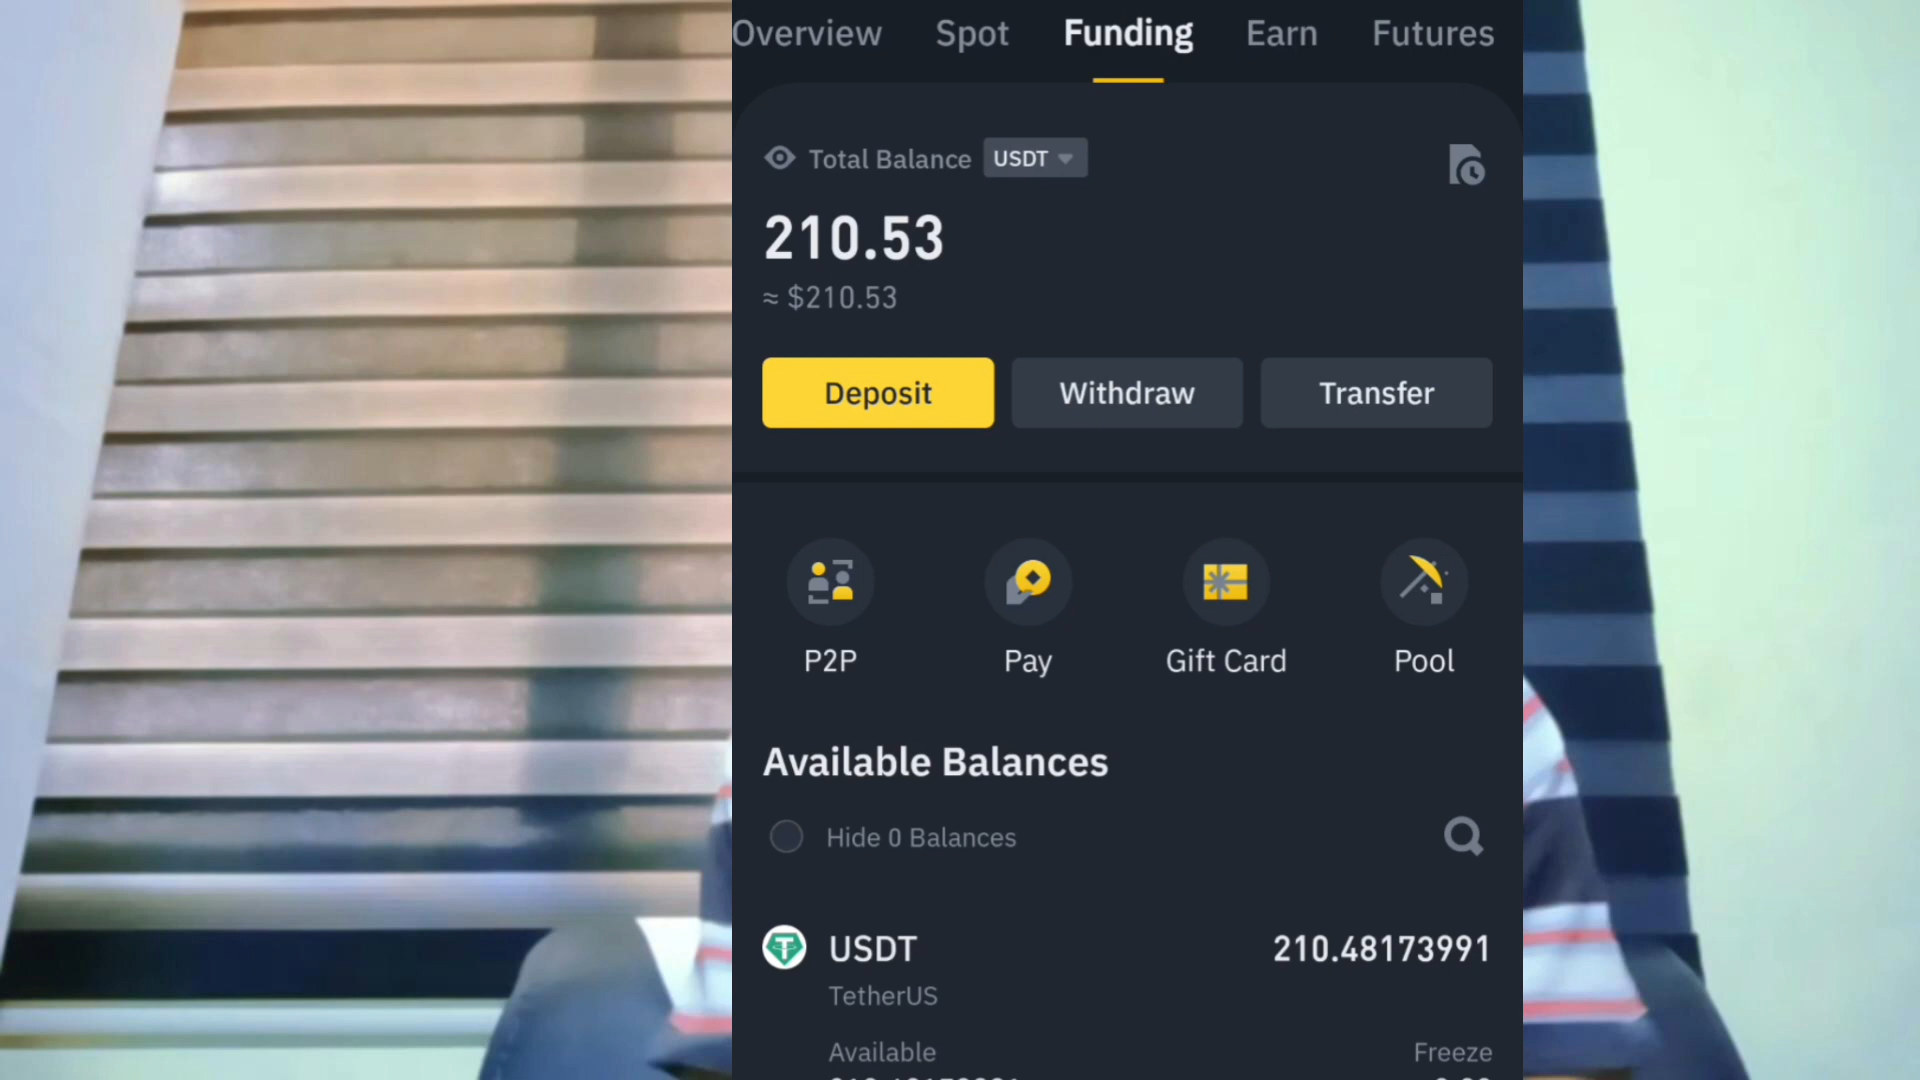 Overview Spot Funding Earn Futures
Total Balance USDT
210.53
≈ $210.53
Deposit Withdraw Transfer
P2P Pay Gift Card Pool
Available Balances
Hide 0 Balances
USDT 210.48173991
TetherUS
Available Freeze